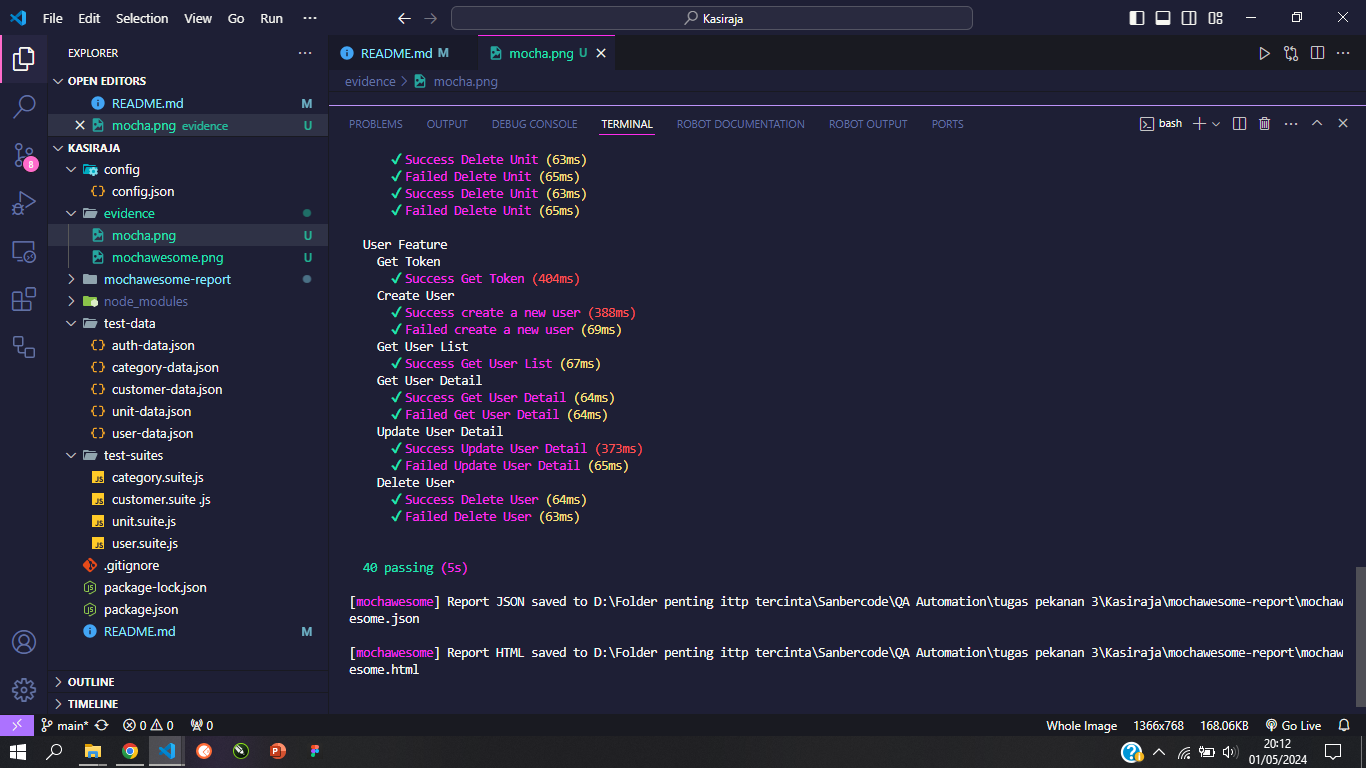 File Edit Selection View Go Run ··· Kasiraja
EXPLORER ···
OPEN EDITORS
README.md M
mocha.png evidence U
KASIRAJA
config
config.json
evidence
mocha.png U
mochawesome.png U
mochawesome-report
node_modules
test-data
auth-data.json
category-data.json
customer-data.json
unit-data.json
user-data.json
test-suites
category.suite.js
customer.suite .js
unit.suite.js
user.suite.js
.gitignore
package-lock.json
package.json
README.md M
OUTLINE
TIMELINE
8
README.md M mocha.png U
evidence > mocha.png
PROBLEMS OUTPUT DEBUG CONSOLE TERMINAL ROBOT DOCUMENTATION ROBOT OUTPUT PORTS bash
✓ Success Delete Unit (63ms)
✓ Failed Delete Unit (65ms)
✓ Success Delete Unit (63ms)
✓ Failed Delete Unit (65ms)
User Feature
Get Token
✓ Success Get Token (404ms)
Create User
✓ Success create a new user (388ms)
✓ Failed create a new user (69ms)
Get User List
✓ Success Get User List (67ms)
Get User Detail
✓ Success Get User Detail (64ms)
✓ Failed Get User Detail (64ms)
Update User Detail
✓ Success Update User Detail (373ms)
✓ Failed Update User Detail (65ms)
Delete User
✓ Success Delete User (64ms)
✓ Failed Delete User (63ms)
40 passing (5s)
[mochawesome] Report JSON saved to D:\Folder penting ittp tercinta\Sanbercode\QA Automation\tugas pekanan 3\Kasiraja\mochawesome-report\mochaw
esome.json
[mochawesome] Report HTML saved to D:\Folder penting ittp tercinta\Sanbercode\QA Automation\tugas pekanan 3\Kasiraja\mochawesome-report\mochaw
esome.html
main* 0 0 0 Whole Image 1366x768 168.06KB Go Live
20:12
01/05/2024